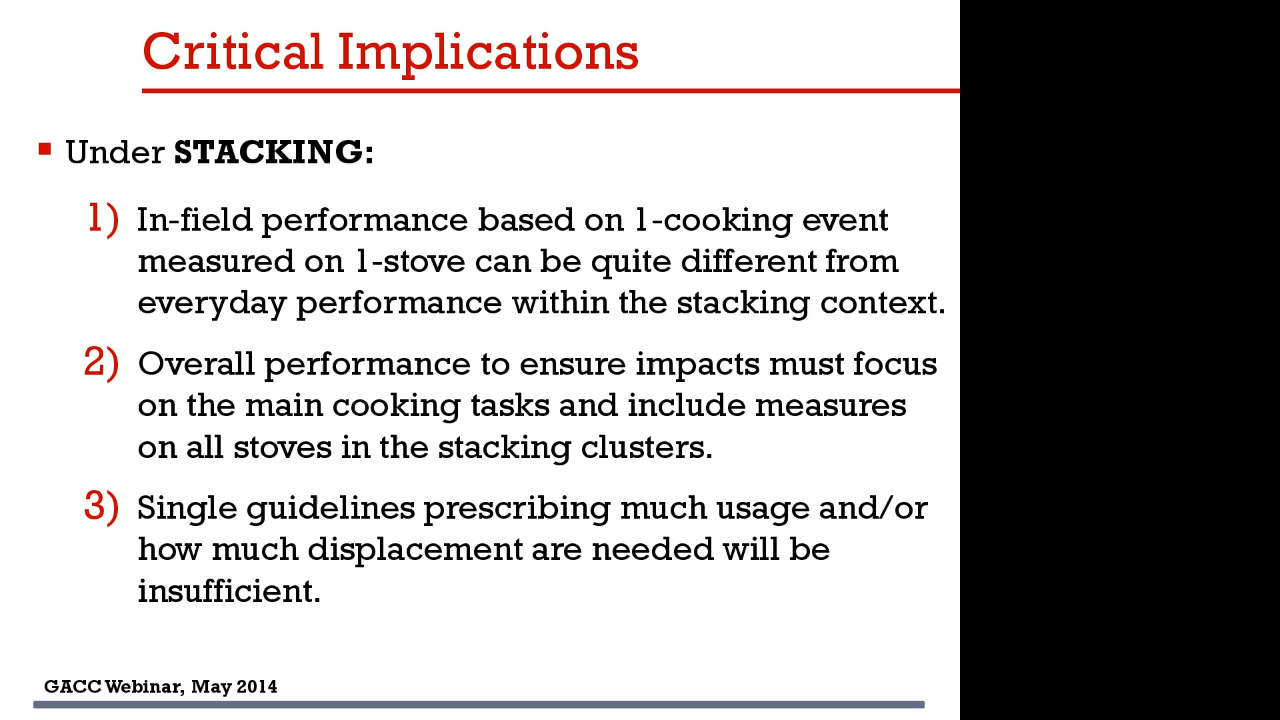 Critical Implications
▪ Under STACKING:
1) In-field performance based on 1-cooking event
measured on 1-stove can be quite different from
everyday performance within the stacking context.
2) Overall performance to ensure impacts must focus
on the main cooking tasks and include measures
on all stoves in the stacking clusters.
3) Single guidelines prescribing much usage and/or
how much displacement are needed will be
insufficient.
GACC Webinar, May 2014